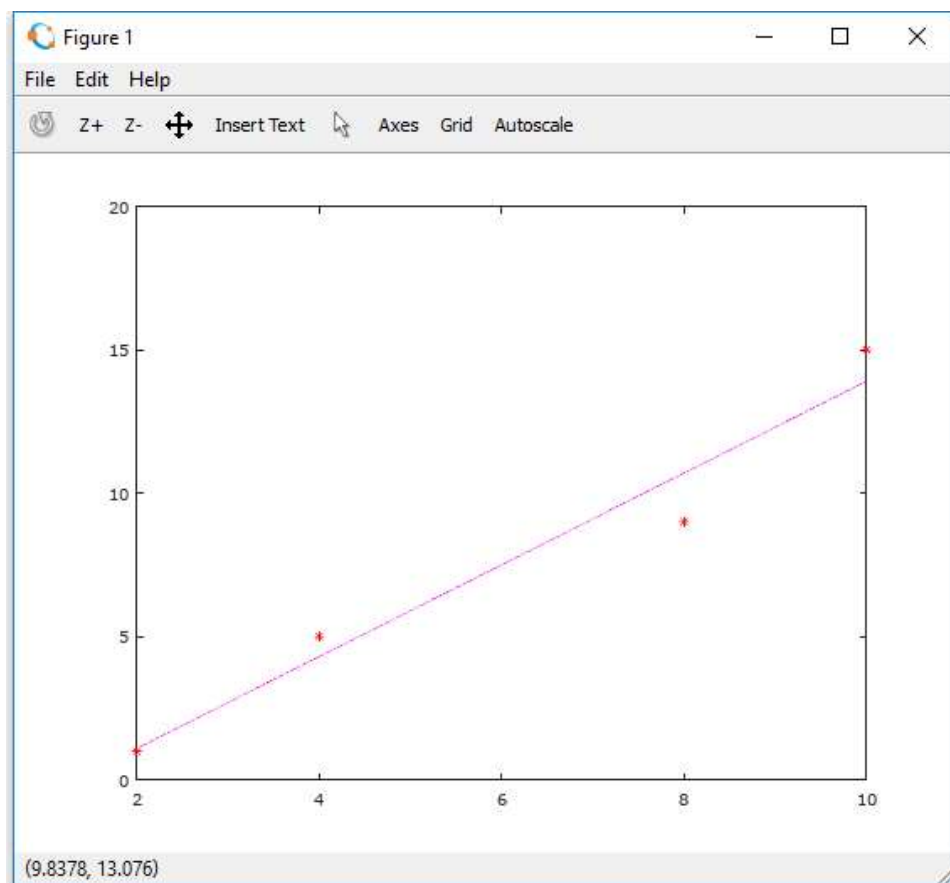 Figure 1
File Edit Help
Z+ Z- Insert Text Axes Grid Autoscale
20
15
10
5
0
2 4 6 8 10
(9.8378, 13.076)